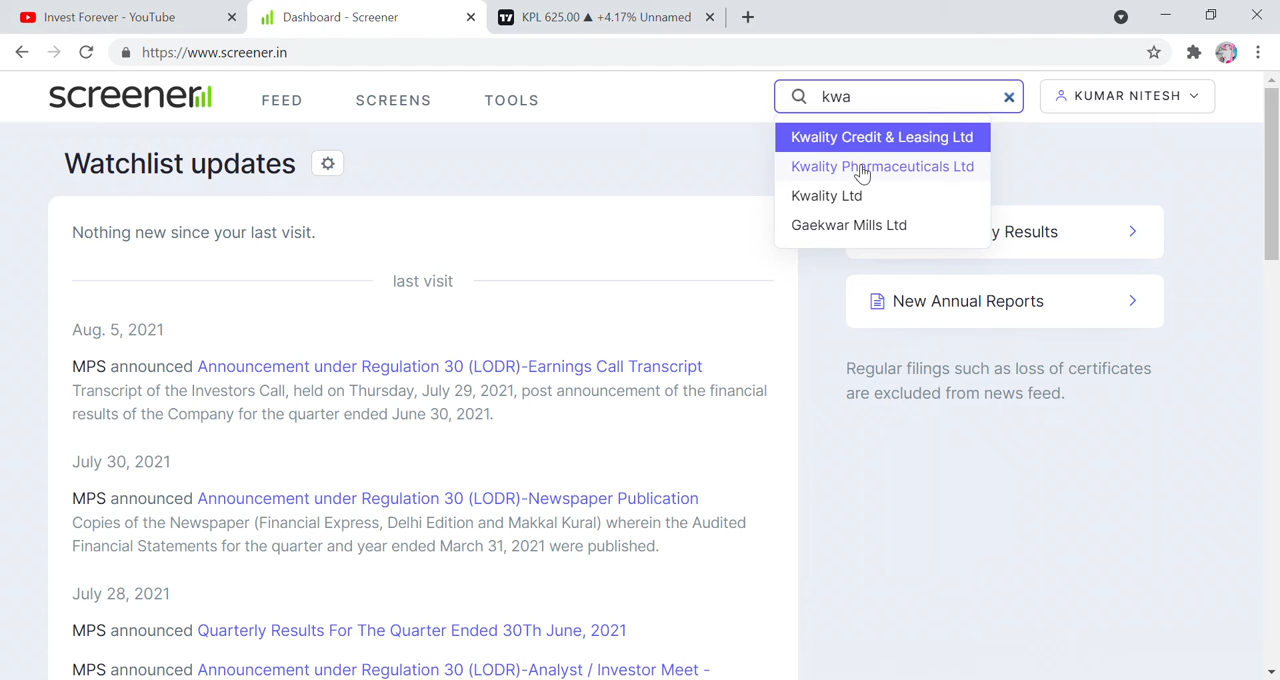 Invest Forever - YouTube
Dashboard - Screener
KPL 625.00 ▲ +4.17% Unnamed
https://www.screener.in
screener
FEED
SCREENS
TOOLS
kwa
KUMAR NITESH
Kwality Credit & Leasing Ltd
Kwality Pharmaceuticals Ltd
Kwality Ltd
Gaekwar Mills Ltd
Watchlist updates
y Results
New Annual Reports
Regular filings such as loss of certificates
are excluded from news feed.
Nothing new since your last visit.
last visit
Aug. 5, 2021
MPS announced Announcement under Regulation 30 (LODR)-Earnings Call Transcript
Transcript of the Investors Call, held on Thursday, July 29, 2021, post announcement of the financial
results of the Company for the quarter ended June 30, 2021.
July 30, 2021
MPS announced Announcement under Regulation 30 (LODR)-Newspaper Publication
Copies of the Newspaper (Financial Express, Delhi Edition and Makkal Kural) wherein the Audited
Financial Statements for the quarter and year ended March 31, 2021 were published.
July 28, 2021
MPS announced Quarterly Results For The Quarter Ended 30Th June, 2021
MPS announced Announcement under Regulation 30 (LODR)-Analyst / Investor Meet -